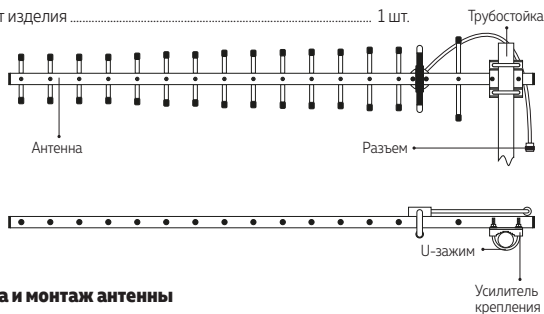 т изделия ... 1 шт.
Трубостойка
Антенна
Разъем
U-зажим
Усилитель
крепления
а и монтаж антенны